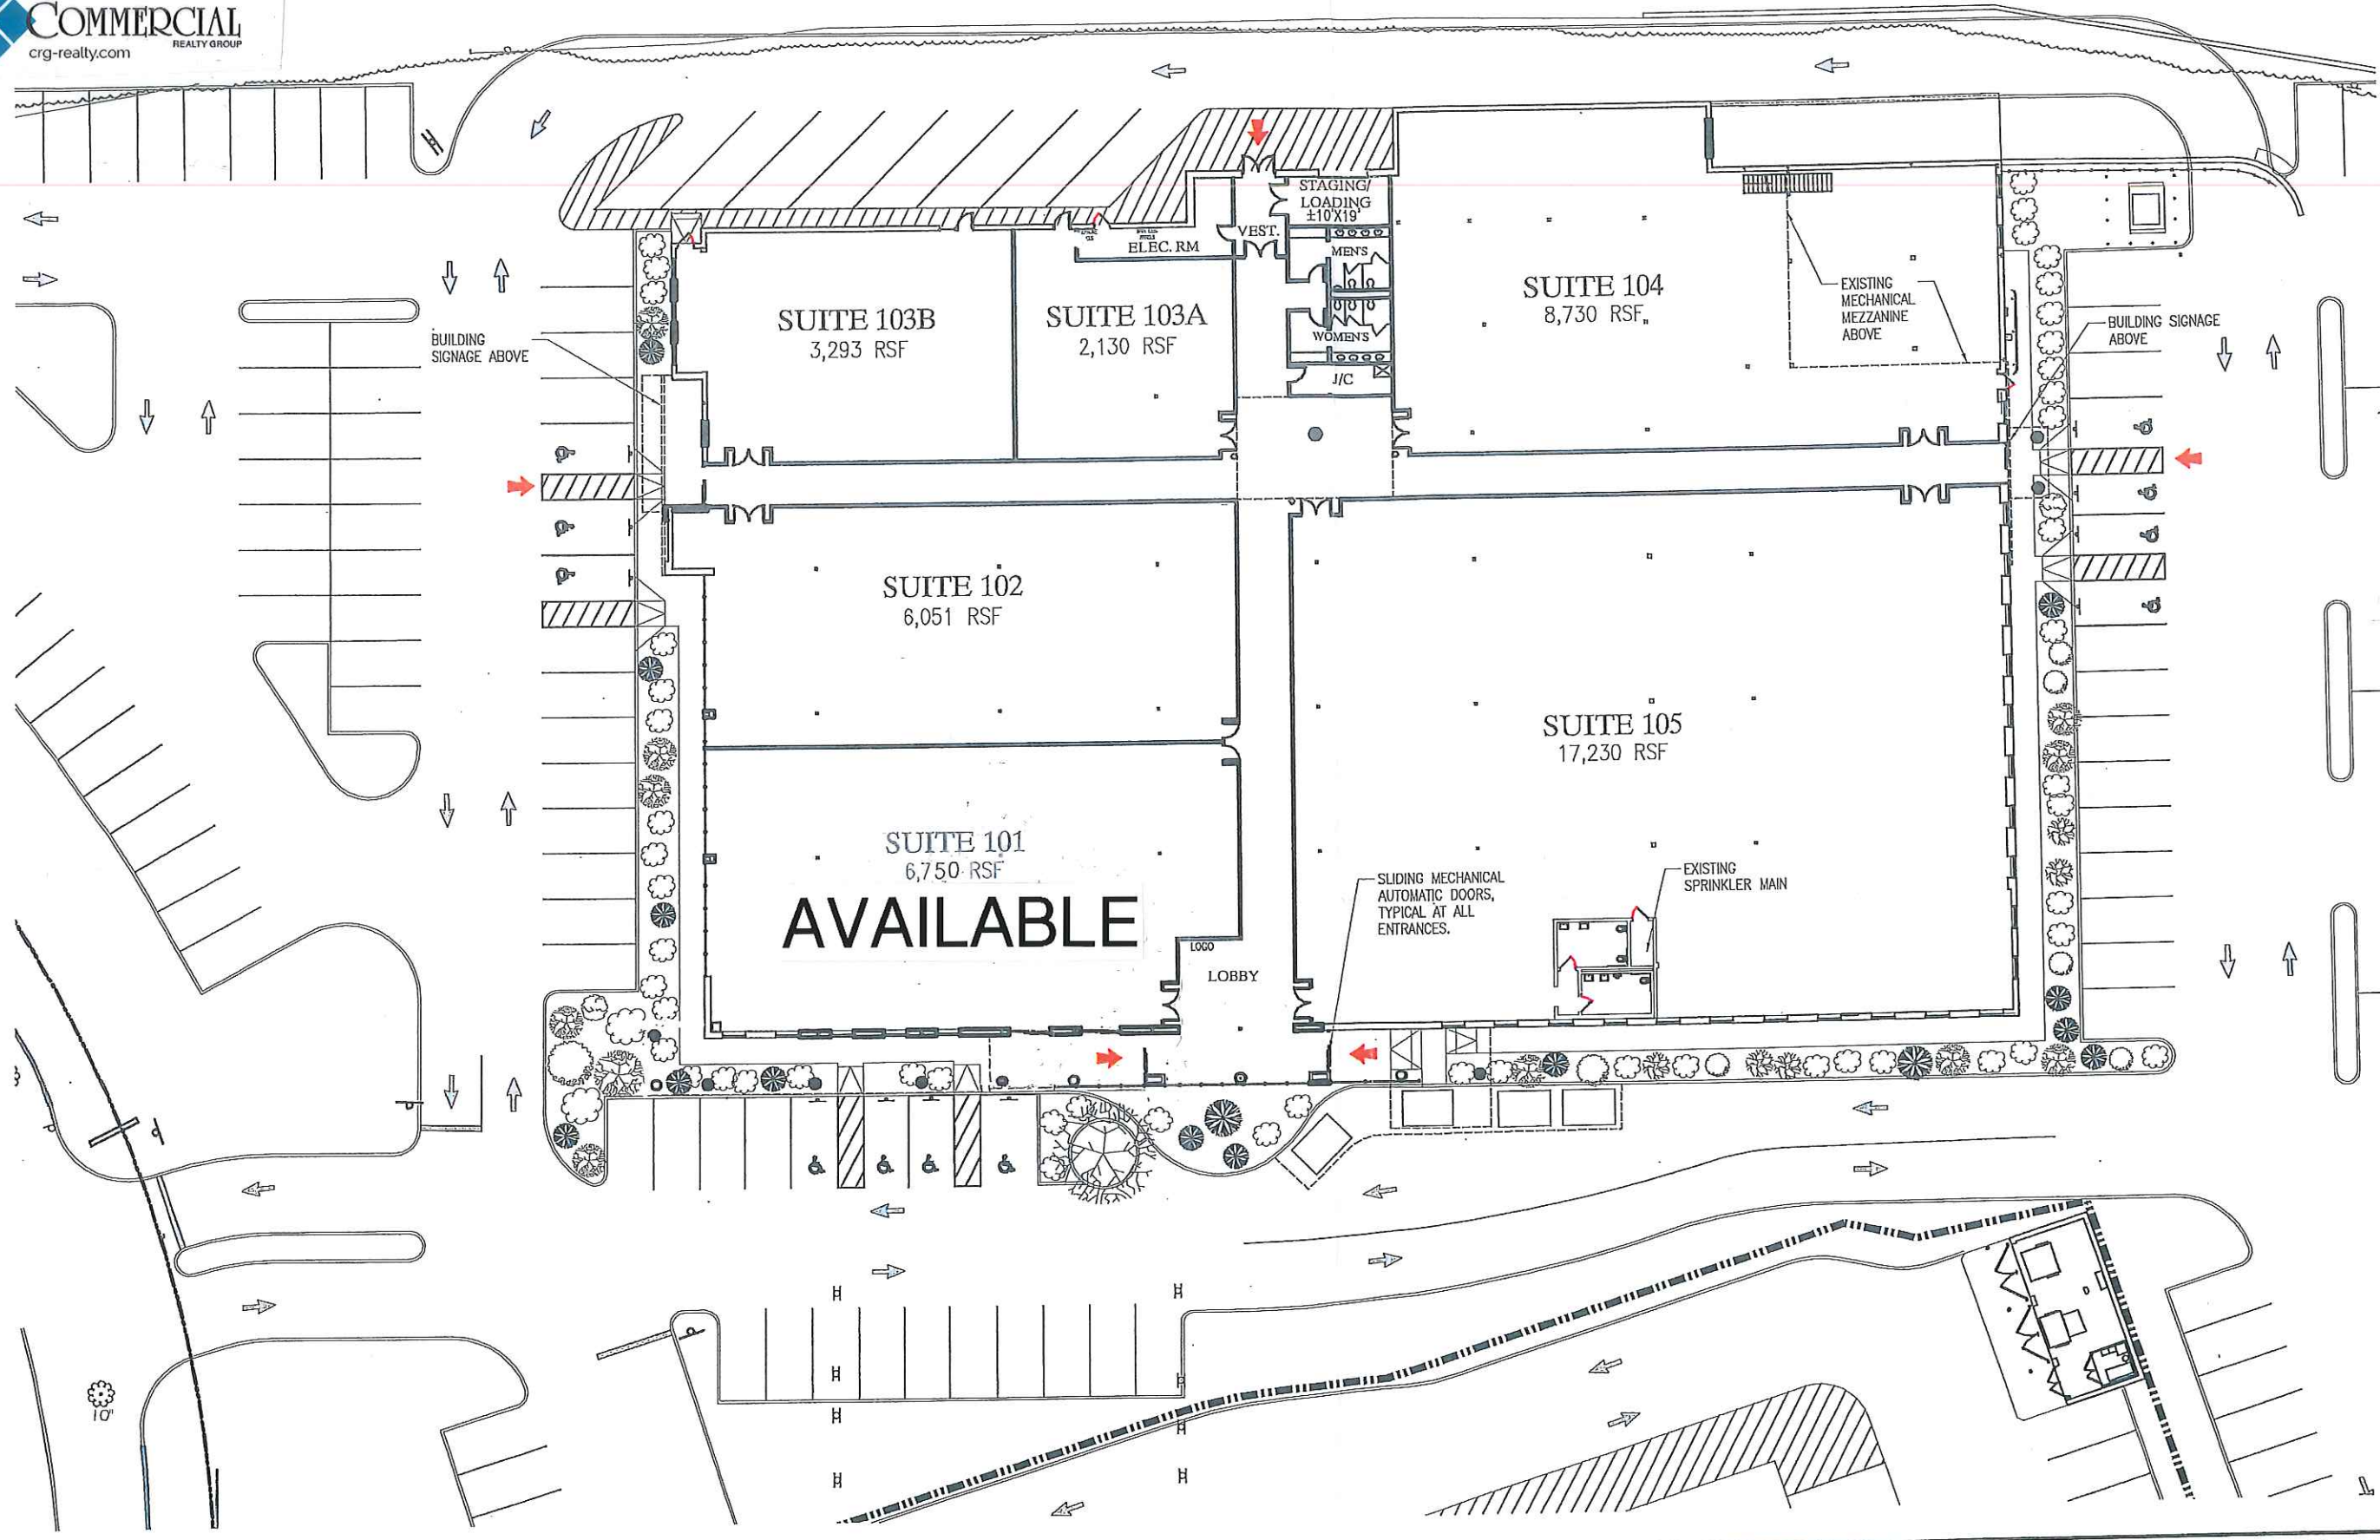 COMMERCIAL
REALTY GROUP
crg-realty.com
STAGING/
LOADING
±10'X19'
VEST.
ELEC. RM
MEN'S
WOMEN'S
J/C
SUITE 103B
3,293 RSF
SUITE 103A
2,130 RSF
SUITE 104
8,730 RSF
EXISTING
MECHANICAL
MEZZANINE
ABOVE
BUILDING
SIGNAGE ABOVE
BUILDING SIGNAGE
ABOVE
SUITE 102
6,051 RSF
SUITE 105
17,230 RSF
SUITE 101
6,750 RSF
AVAILABLE
LOGO
LOBBY
SLIDING MECHANICAL
AUTOMATIC DOORS,
TYPICAL AT ALL
ENTRANCES.
EXISTING
SPRINKLER MAIN
10"